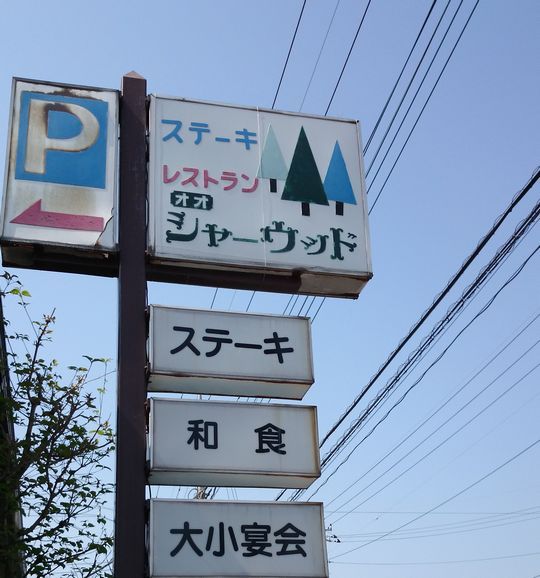 P
ステーキ
レストラン
オオ
シャーウッド
ステーキ
和食
大小宴会